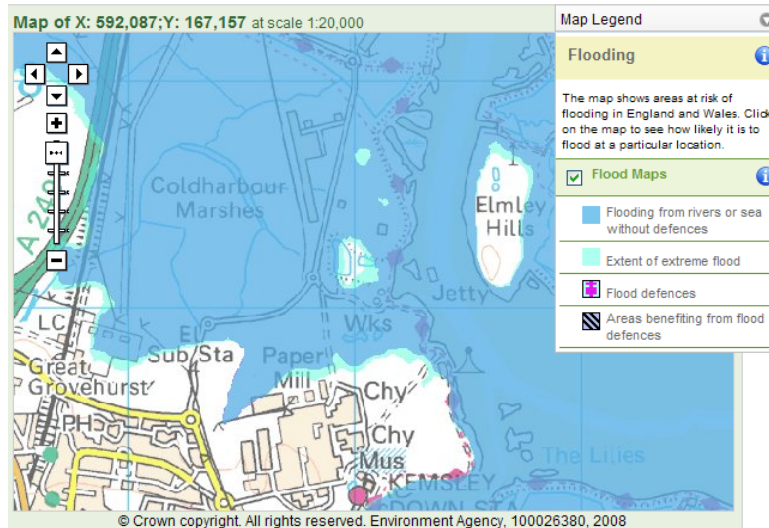 Map of X: 592,087;Y: 167,157 at scale 1:20,000
Map Legend
Flooding
The map shows areas at risk of
flooding in England and Wales. Click
on the map to see how likely it is to
flood at a particular location.
Flood Maps
Flooding from rivers or sea
without defences
Extent of extreme flood
Flood defences
Areas benefiting from flood
defences
A 249
Coldharbour
Marshes
Elmley
Hills
Jetty
Wks
LC
El
Sub Sta
Great
Grovehurst
Paper
Mill
Chy
PH
Chy
Mus
The Lilies
KEMSLEY
DOWN STA
© Crown copyright. All rights reserved. Environment Agency, 100026380, 2008